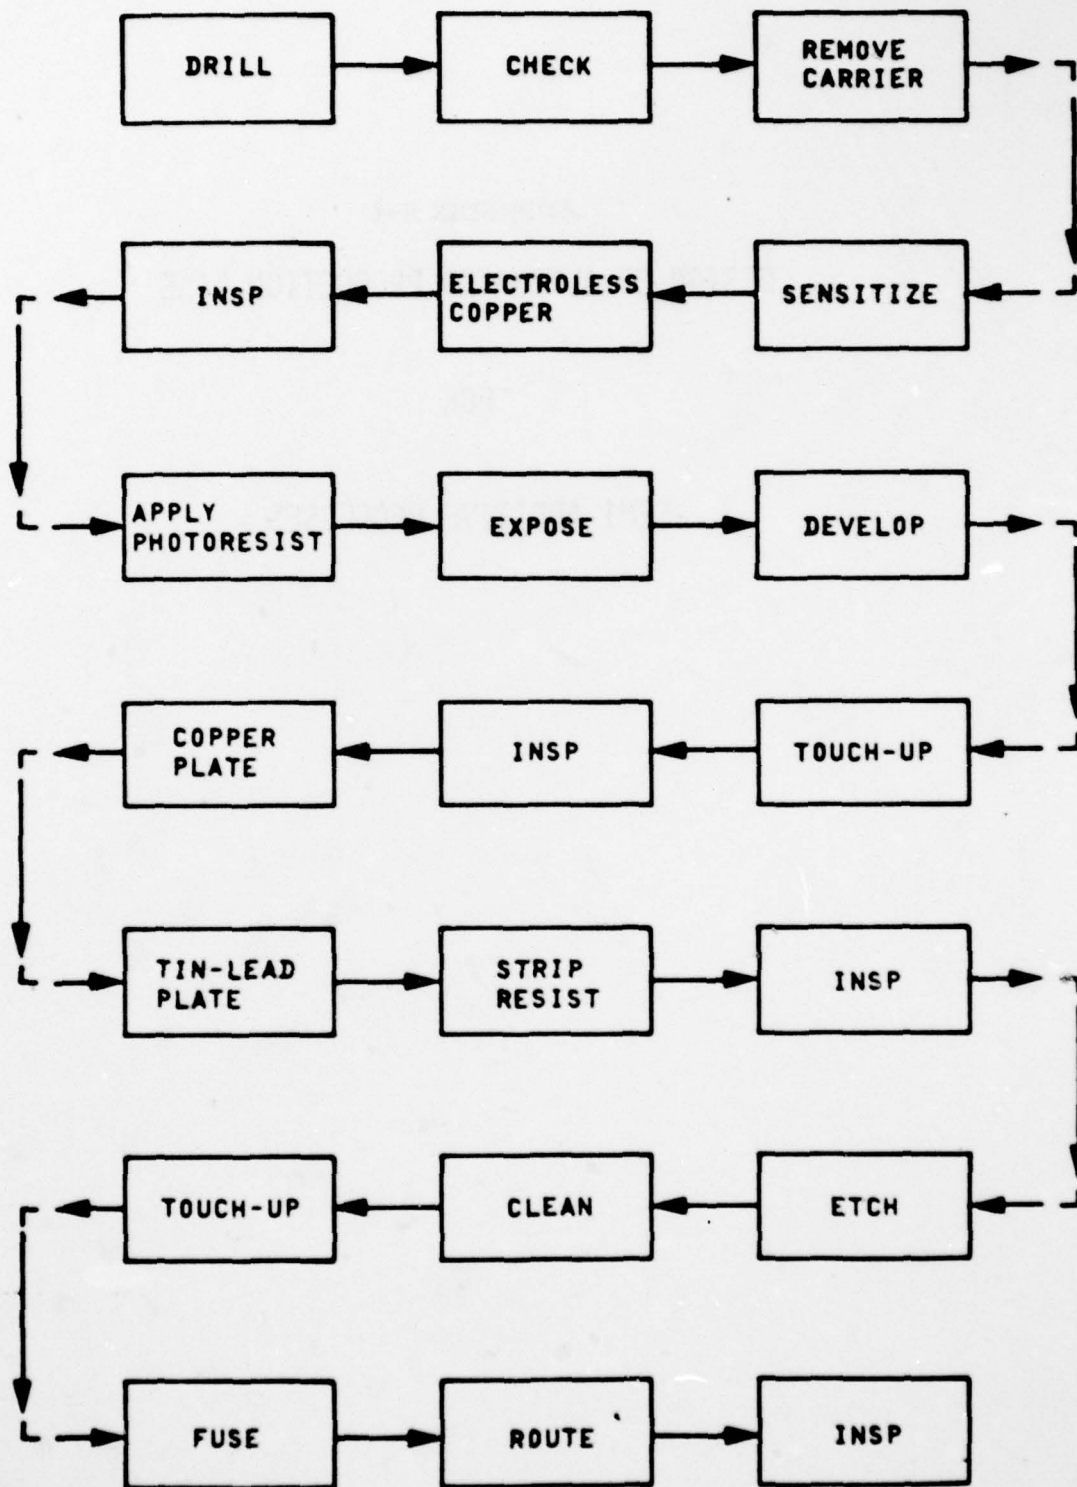 DRILL
CHECK
REMOVE
CARRIER
SENSITIZE
ELECTROLESS
COPPER
INSP
APPLY
PHOTORESIST
EXPOSE
DEVELOP
TOUCH-UP
INSP
COPPER
PLATE
TIN-LEAD
PLATE
STRIP
RESIST
INSP
ETCH
CLEAN
TOUCH-UP
FUSE
ROUTE
INSP